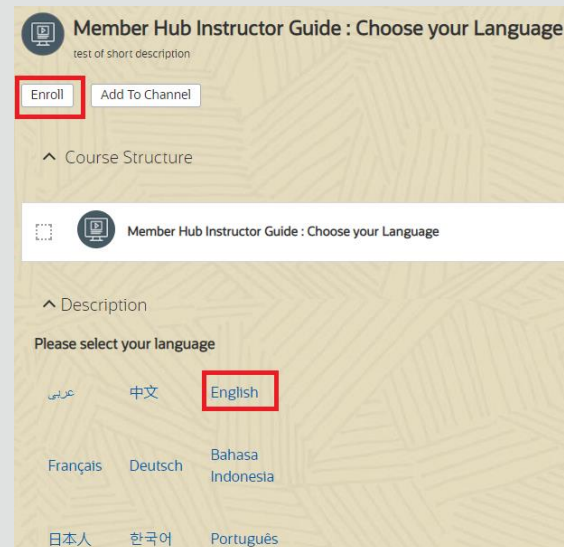 Member Hub Instructor Guide : Choose your Language
test of short description
Enroll Add To Channel
Course Structure
Member Hub Instructor Guide : Choose your Language
Description
Please select your language
عربى 中文 English
Français Deutsch Bahasa
Indonesia
日本人 한국어 Português